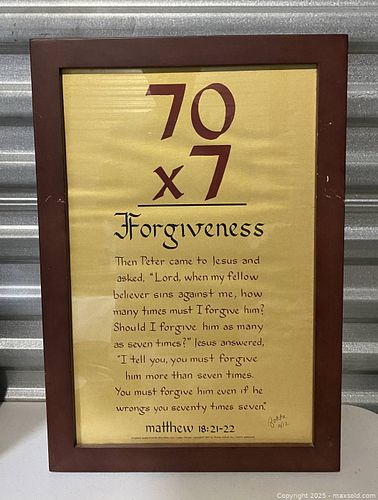 70
x 7
Forgiveness
Then Peter came to Jesus and
asked, "Lord, when my fellow
believer sins against me, how
many times must I forgive him?
Should I forgive him as many
as seven times?" Jesus answered,
"I tell you, you must forgive
him more than seven times.
You must forgive him even if he
wrongs you seventy times seven."
matthew 18:21-22
Copyright 2025 - maxsold.com